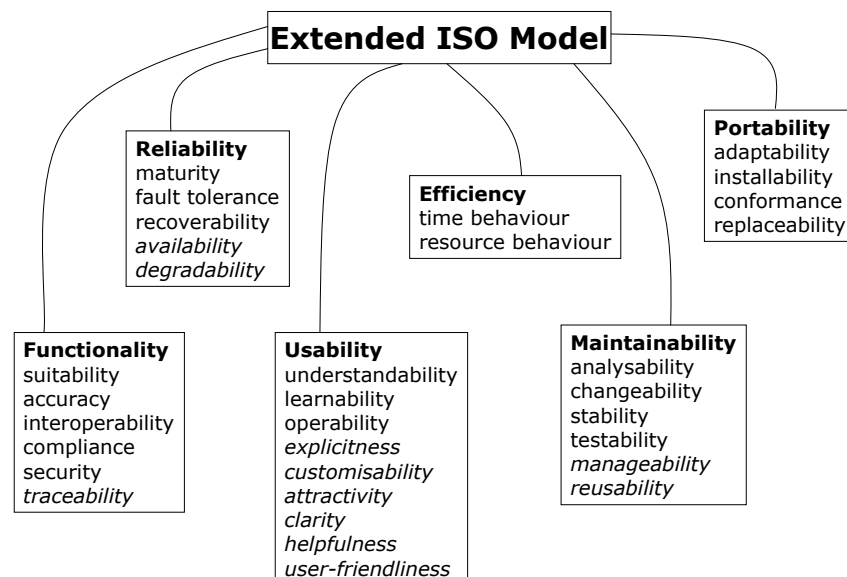 Extended ISO Model
Reliability
maturity
fault tolerance
recoverability
availability
degradability
Efficiency
time behaviour
resource behaviour
Portability
adaptability
installability
conformance
replaceability
Functionality
suitability
accuracy
interoperability
compliance
security
traceability
Usability
understandability
learnability
operability
explicitness
customisability
attractivity
clarity
helpfulness
user-friendliness
Maintainability
analysability
changeability
stability
testability
manageability
reusability